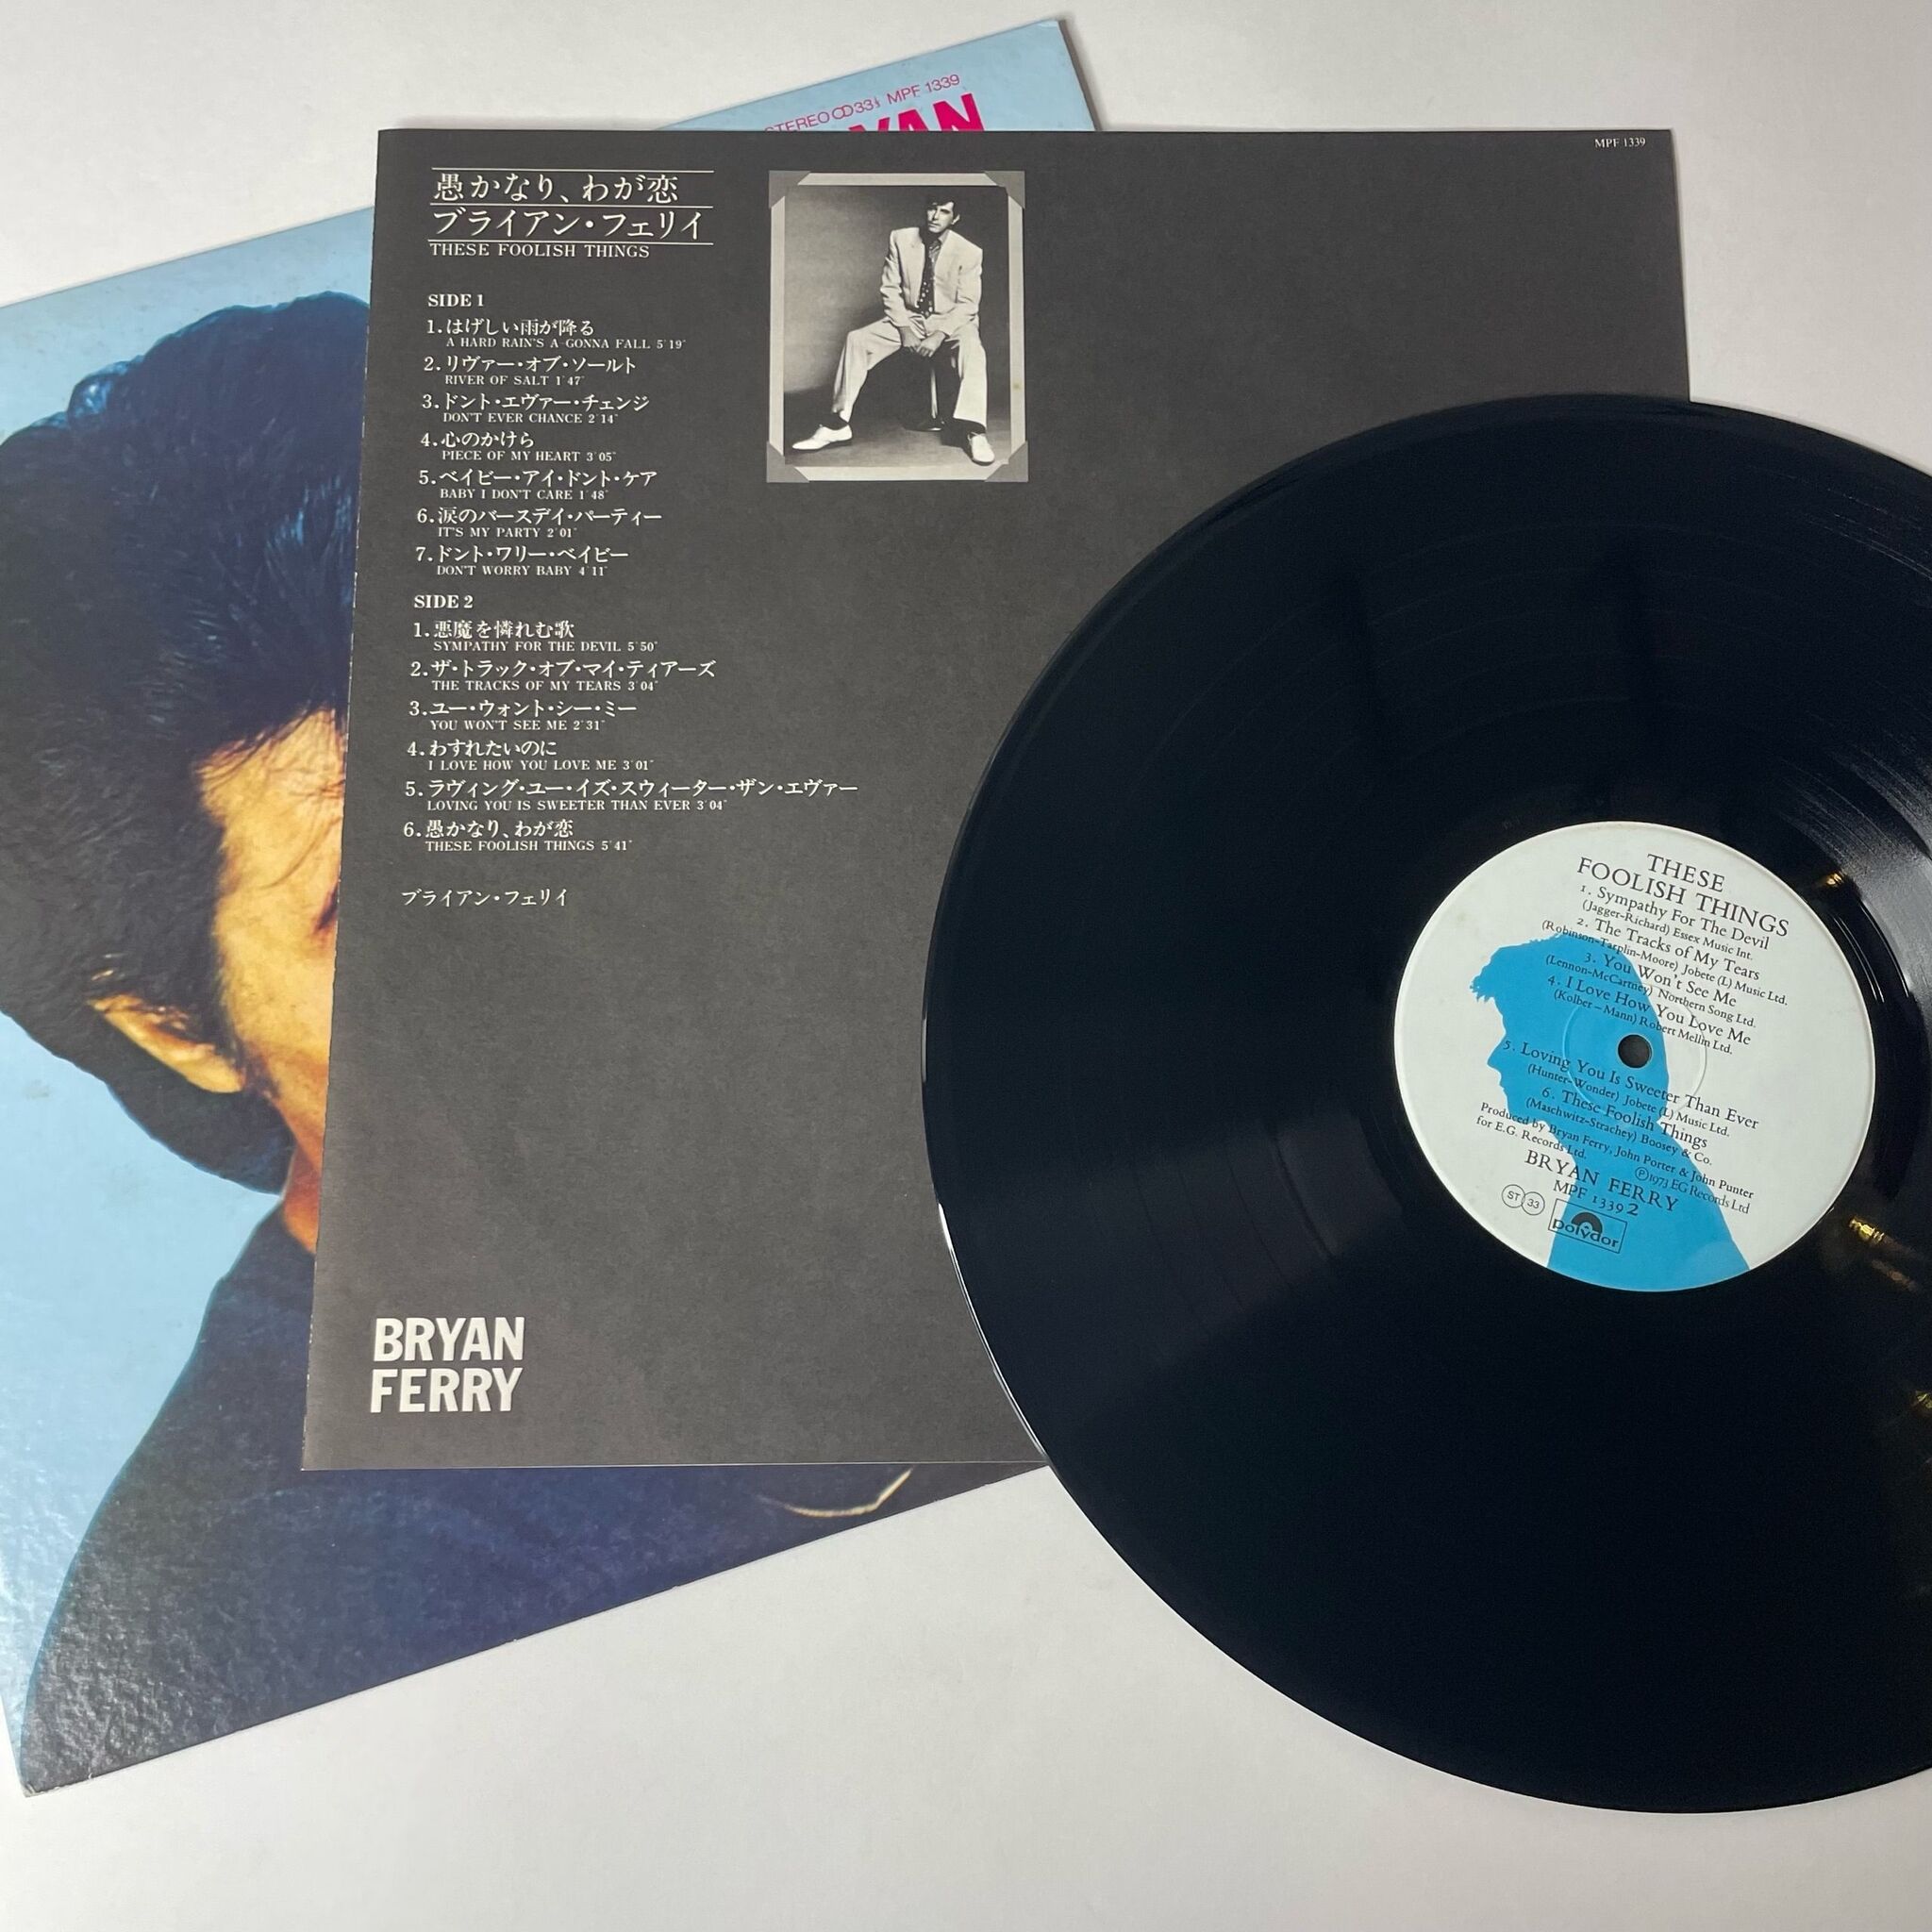 STEREO 33⅓ MPF 1339
MPF 1339
愚かなり、わが恋
ブライアン・フェリイ
THESE FOOLISH THINGS
SIDE 1
1.はげしい雨が降る
A HARD RAIN'S A-GONNA FALL 5'19"
2.リヴァー・オブ・ソールト
RIVER OF SALT 1'47"
3.ドント・エヴァー・チェンジ
DON'T EVER CHANCE 2'14"
4.心のかけら
PIECE OF MY HEART 3'05"
5.ベイビー・アイ・ドント・ケア
BABY I DON'T CARE 1'48"
6.涙のバースデイ・パーティー
IT'S MY PARTY 2'01"
7.ドント・ワリー・ベイビー
DON'T WORRY BABY 4'11"
SIDE 2
1.悪魔を憐れむ歌
SYMPATHY FOR THE DEVIL 5'50"
2.ザ・トラック・オブ・マイ・ティアーズ
THE TRACKS OF MY TEARS 3'04"
3.ユー・ウォント・シー・ミー
YOU WON'T SEE ME 2'31"
4.わすれたいのに
I LOVE HOW YOU LOVE ME 3'01"
5.ラヴィング・ユー・イズ・スウィーター・ザン・エヴァー
LOVING YOU IS SWEETER THAN EVER 3'04"
6.愚かなり、わが恋
THESE FOOLISH THINGS 5'41"
ブライアン・フェリイ
BRYAN
FERRY
THESE
FOOLISH THINGS
1. Sympathy For The Devil
(Jagger-Richard) Essex Music Int.
2. The Tracks of My Tears
(Robinson-Tarplin-Moore) Jobete (L) Music Ltd.
3. You Won't See Me
(Lennon-McCartney) Northern Song Ltd.
4. I Love How You Love Me
(Kolber–Mann) Robert Mellin Ltd.
5. Loving You Is Sweeter Than Ever
(Hunter-Wonder) Jobete (L) Music Ltd.
6. These Foolish Things
(Maschwitz-Strachey) Boosey & Co.
Produced by Bryan Ferry, John Porter & John Punter
for E.G. Records Ltd.
Ⓟ1973 EG Records Ltd
BRYAN FERRY
MPF 1339 2
ST 33
polydor